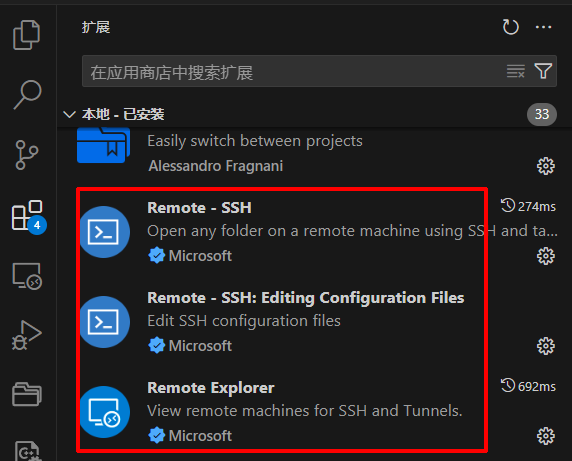 扩展
在应用商店中搜索扩展
本地 - 已安装 33
Easily switch between projects
Alessandro Fragnani
Remote - SSH 274ms
Open any folder on a remote machine using SSH and ta...
Microsoft
4
Remote - SSH: Editing Configuration Files
Edit SSH configuration files
Microsoft
Remote Explorer 692ms
View remote machines for SSH and Tunnels.
Microsoft